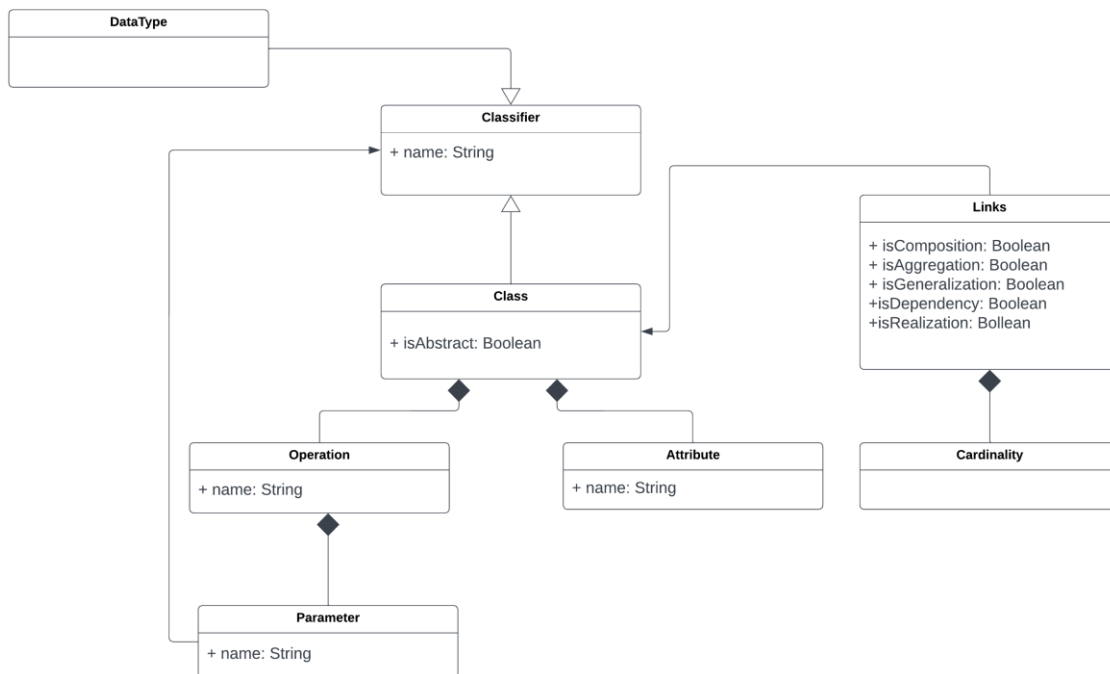 DataType
Classifier
+ name: String
Links
+ isComposition: Boolean
+ isAggregation: Boolean
+ isGeneralization: Boolean
+isDependency: Boolean
+isRealization: Bollean
Class
+ isAbstract: Boolean
Operation
+ name: String
Attribute
+ name: String
Cardinality
Parameter
+ name: String